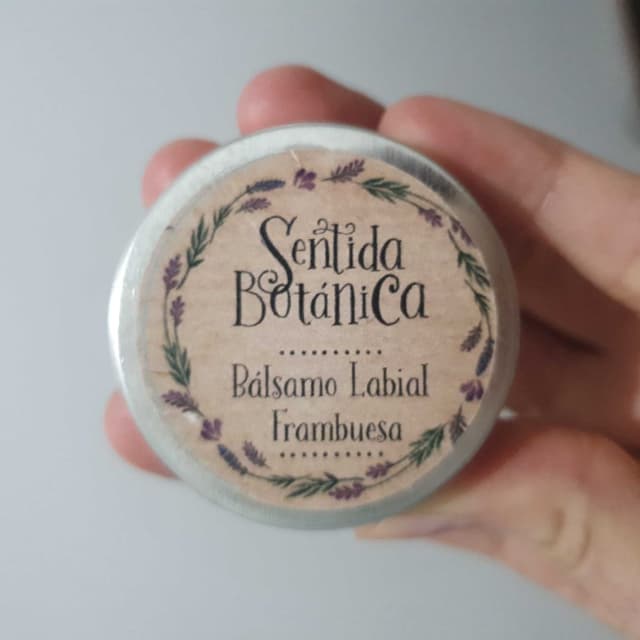 Sentida
Botánica
Bálsamo Labial
Frambuesa